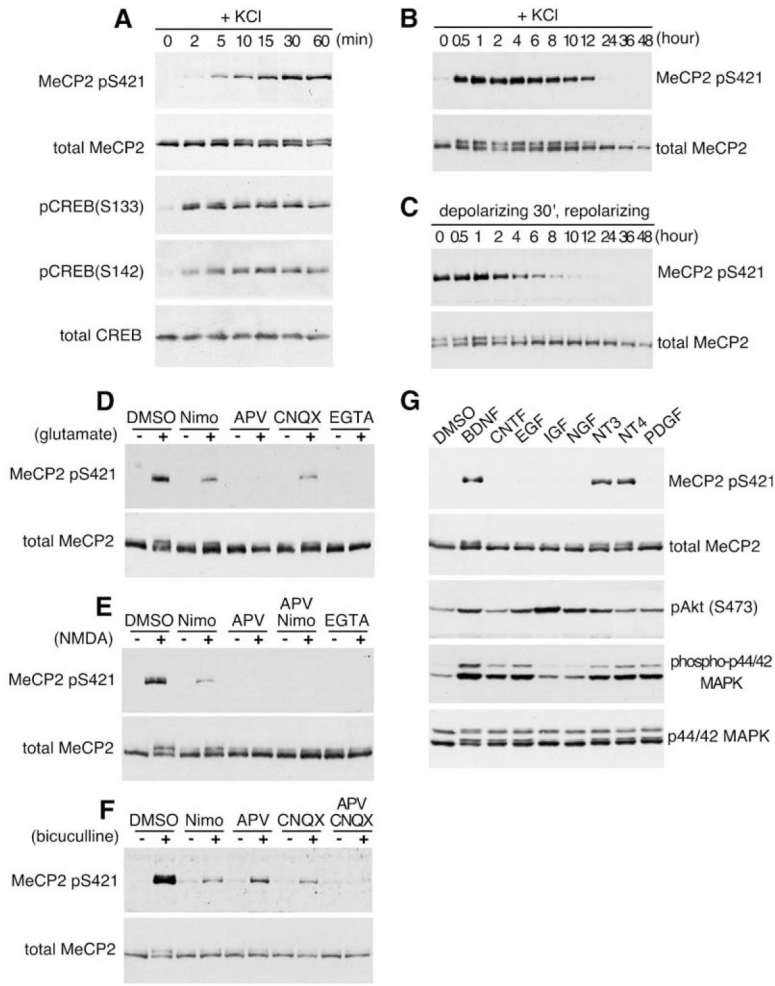 A
+ KCl
0 2 5 10 15 30 60 (min)
MeCP2 pS421
total MeCP2
pCREB(S133)
pCREB(S142)
total CREB
B
+ KCl
0 0.5 1 2 4 6 8 10 12 24 36 48 (hour)
MeCP2 pS421
total MeCP2
C
depolarizing 30', repolarizing
0 0.5 1 2 4 6 8 10 12 24 36 48 (hour)
MeCP2 pS421
total MeCP2
D
DMSO Nimo APV CNQX EGTA
(glutamate) - + - + - + - + - +
MeCP2 pS421
total MeCP2
E
APV
DMSO Nimo APV Nimo EGTA
(NMDA) - + - + - + - + - +
MeCP2 pS421
total MeCP2
F
APV
DMSO Nimo APV CNQX CNQX
(bicuculline) - + - + - + - + - +
MeCP2 pS421
total MeCP2
G
DMSO BDNF CNTF EGF IGF NGF NT3 NT4 PDGF
MeCP2 pS421
total MeCP2
pAkt (S473)
phospho-p44/42
MAPK
p44/42 MAPK